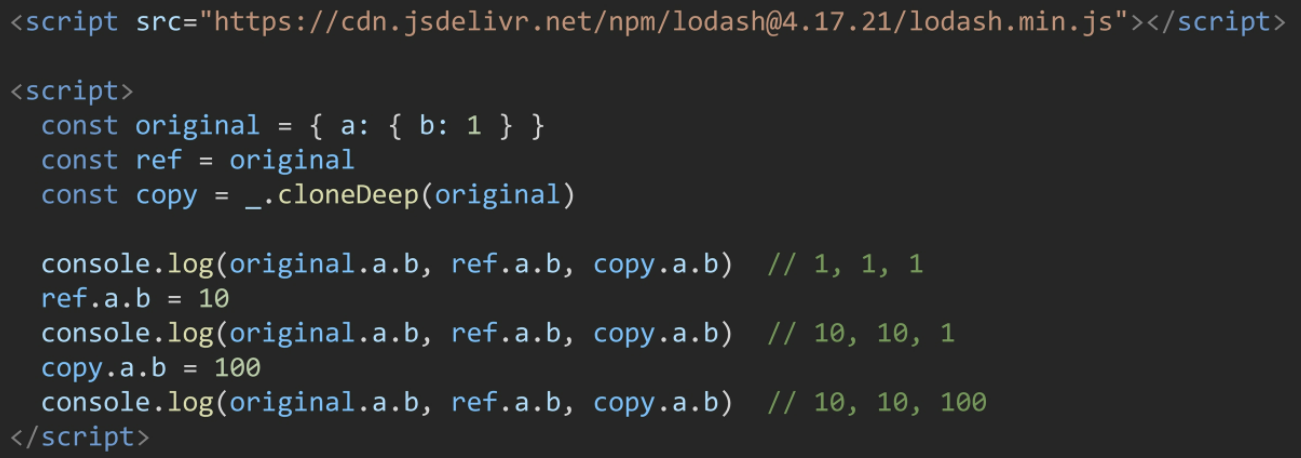 <script src="https://cdn.jsdelivr.net/npm/lodash@4.17.21/lodash.min.js"></script>

<script>
  const original = { a: { b: 1 } }
  const ref = original
  const copy = _.cloneDeep(original)

  console.log(original.a.b, ref.a.b, copy.a.b)  // 1, 1, 1
  ref.a.b = 10
  console.log(original.a.b, ref.a.b, copy.a.b)  // 10, 10, 1
  copy.a.b = 100
  console.log(original.a.b, ref.a.b, copy.a.b)  // 10, 10, 100
</script>